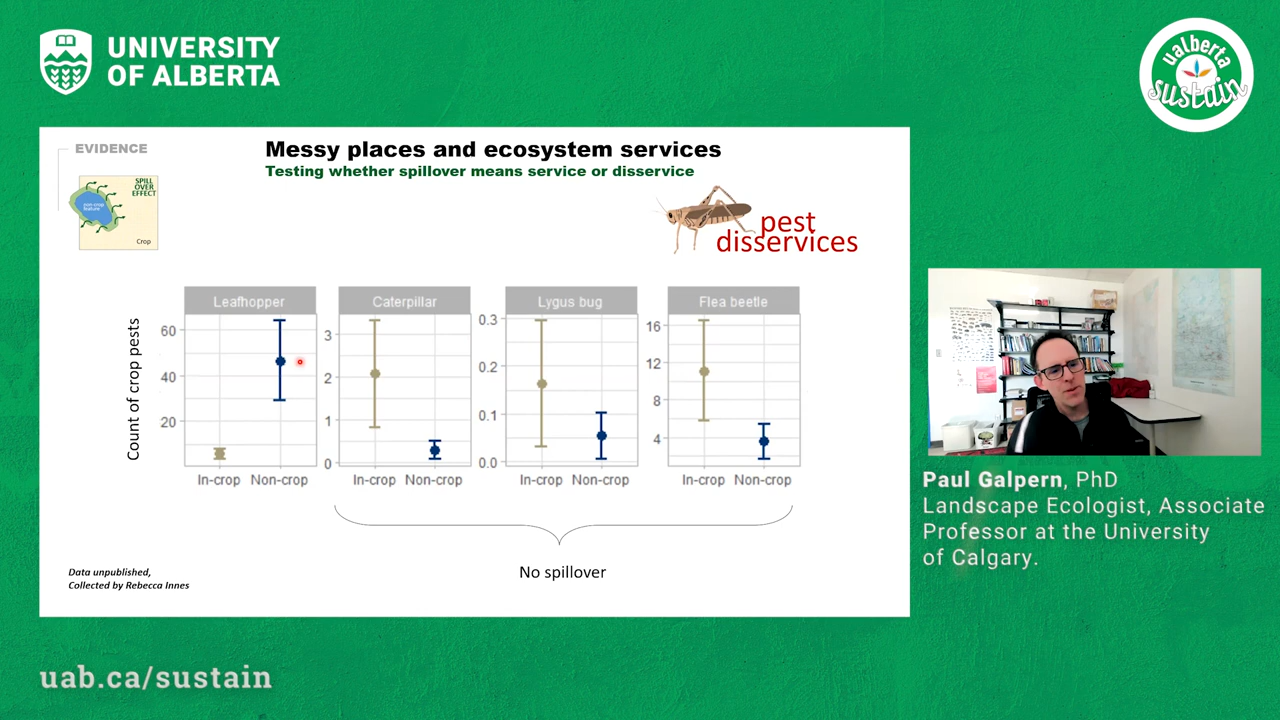 UNIVERSITY
OF ALBERTA
ualberta
sustain
EVIDENCE
Messy places and ecosystem services
Testing whether spillover means service or disservice
SPILL
OVER
EFFECT
non-crop
feature
Crop
pest
disservices
Count of crop pests
Leafhopper
60
40
20
In-crop Non-crop
Caterpillar
3
2
1
0
In-crop Non-crop
Lygus bug
0.3
0.2
0.1
0.0
In-crop Non-crop
Flea beetle
16
12
8
4
In-crop Non-crop
No spillover
Data unpublished,
Collected by Rebecca Innes
Paul Galpern, PhD
Landscape Ecologist, Associate
Professor at the University
of Calgary.
uab.ca/sustain